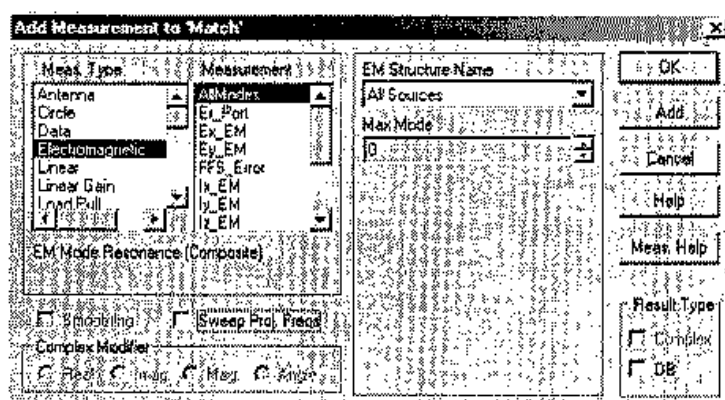 Add Measurement to 'Match'
Meas. Type
Antenna
Circle
Data
Electromagnetic
Linear
Linear Gain
Load Pull
Measurement
AllModes
Er_Port
Ex_EM
Ey_EM
FFS_Error
Ix_EM
Iy_EM
Iz_EM
EM Mode Resonance (Composite)
Smoothing
Sweep Proj. Freqs
Complex Modifier
Real
Imag
Mag
Angle
EM Structure Name
All Sources
Max Mode
0
OK
Add
Cancel
Help
Meas. Help
Result Type
Complex
DB